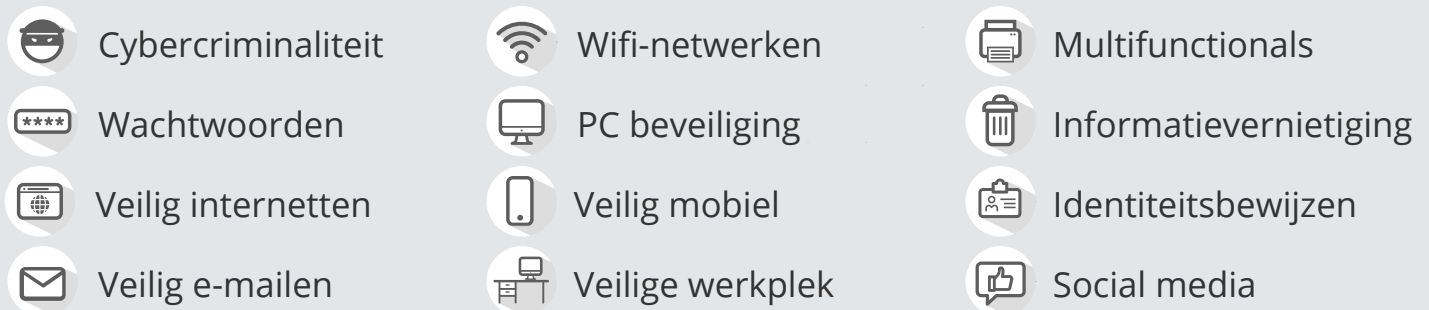 Cybercriminaliteit
Wachtwoorden
****
Veilig internetten
Veilig e-mailen
Wifi-netwerken
PC beveiliging
Veilig mobiel
Veilige werkplek
Multifunctionals
Informatievernietiging
Identiteitsbewijzen
Social media